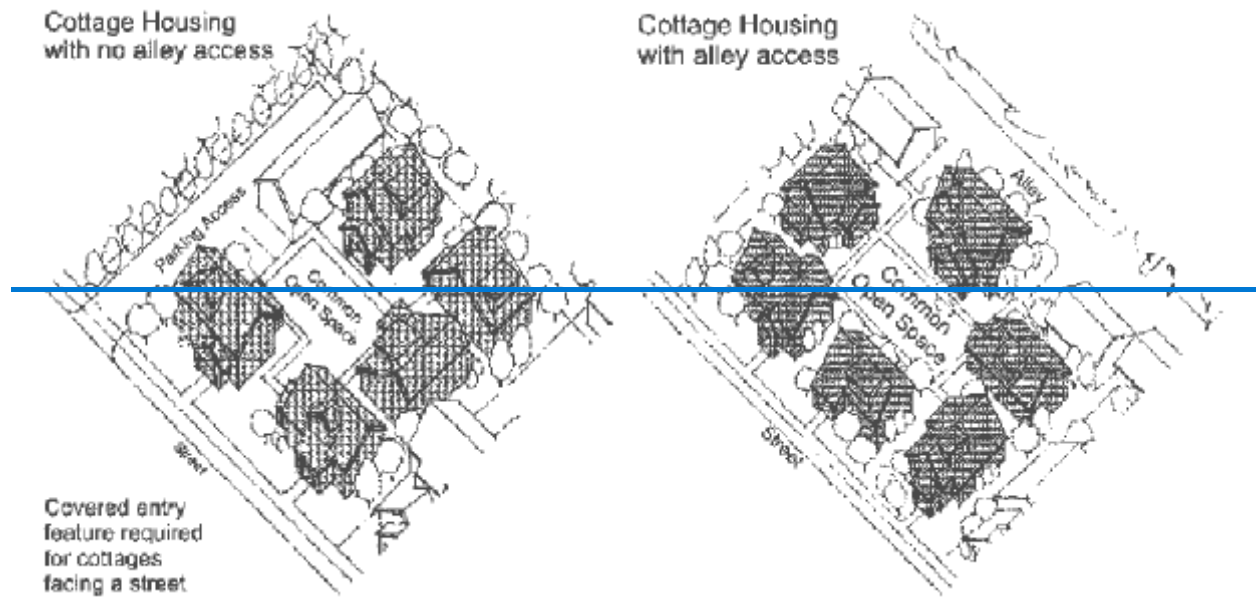 Cottage Housing
with no alley access
Parking Access
Common
Open Space
Street
Covered entry
feature required
for cottages
facing a street
Cottage Housing
with alley access
Alley
Common
Open Space
Street